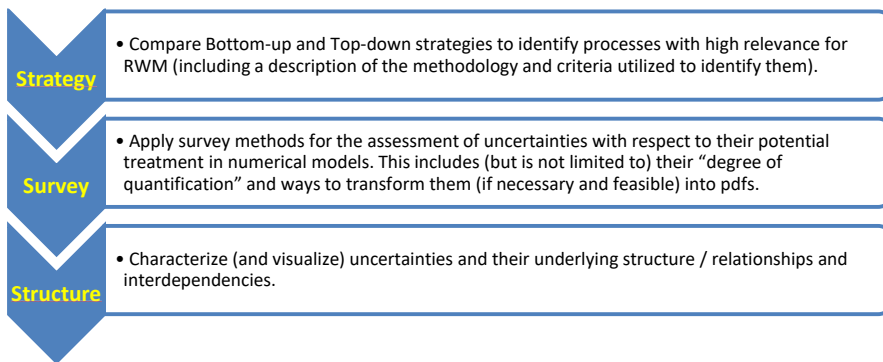 Strategy
• Compare Bottom-up and Top-down strategies to identify processes with high relevance for
RWM (including a description of the methodology and criteria utilized to identify them).
Survey
• Apply survey methods for the assessment of uncertainties with respect to their potential
treatment in numerical models. This includes (but is not limited to) their “degree of
quantification” and ways to transform them (if necessary and feasible) into pdfs.
Structure
• Characterize (and visualize) uncertainties and their underlying structure / relationships and
interdependencies.